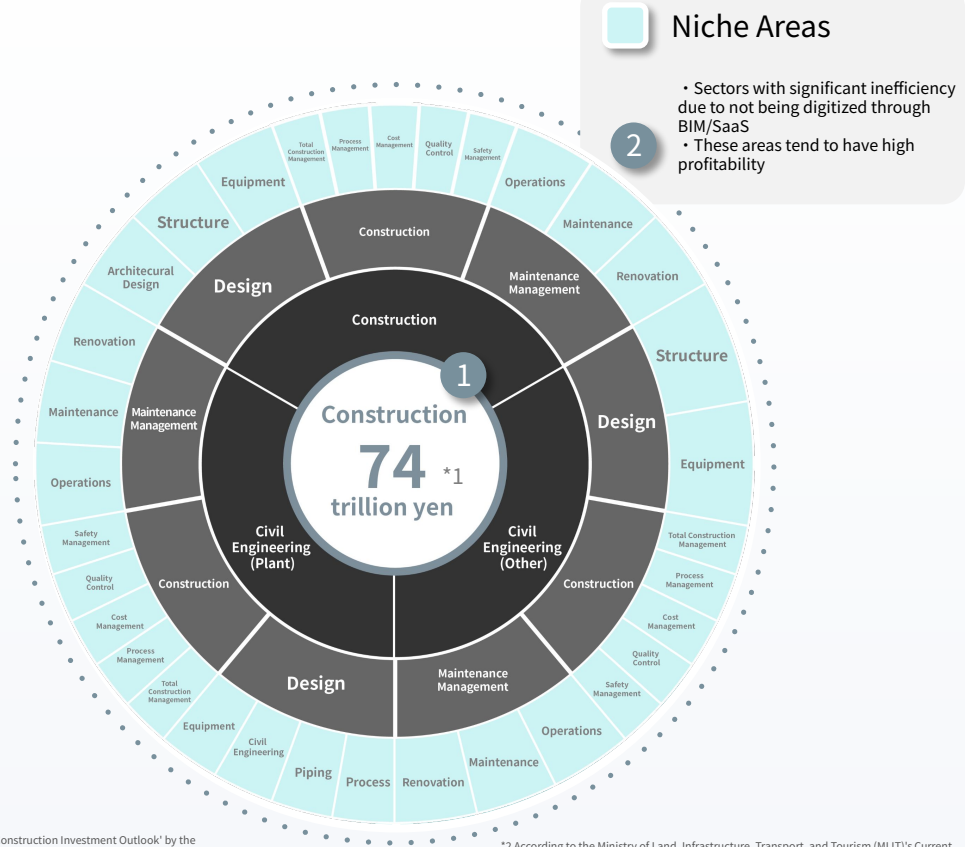 Niche Areas
・Sectors with significant inefficiency
due to not being digitized through
BIM/SaaS
2
・These areas tend to have high
profitability
Total
Construction
Management
Process
Management
Cost
Management
Quality
Control
Safety
Management
Operations
Maintenance
Renovation
Structure
Equipment
Total Construction
Management
Process
Management
Cost
Management
Quality
Control
Safety
Management
Operations
Maintenance
Renovation
Process
Piping
Civil
Engineering
Equipment
Total
Construction
Management
Process
Management
Cost
Management
Quality
Control
Safety
Management
Operations
Maintenance
Renovation
Architecural
Design
Structure
Equipment
Construction
Maintenance
Management
Design
Construction
Maintenance
Management
Design
Construction
Maintenance
Management
Design
Construction
Civil
Engineering
(Other)
Civil
Engineering
(Plant)
1
Construction
74 *1
trillion yen
onstruction Investment Outlook' by the
*2 According to the Ministry of Land, Infrastructure, Transport, and Tourism (MLIT)'s Current